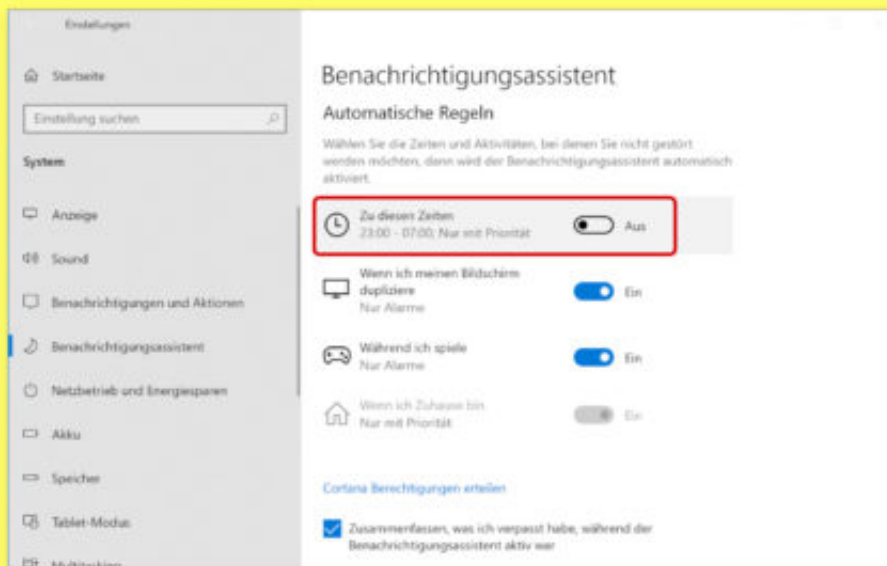 Einstellungen
Startseite
Einstellung suchen
System
Anzeige
Sound
Benachrichtigungen und Aktionen
Benachrichtigungsassistent
Netzbetrieb und Energiesparen
Akku
Speicher
Tablet-Modus
Multitasking
Benachrichtigungsassistent
Automatische Regeln
Wählen Sie die Zeiten und Aktivitäten, bei denen Sie nicht gestört
werden möchten, dann wird der Benachrichtigungsassistent automatisch
aktiviert.
Zu diesen Zeiten
23:00 - 07:00; Nur mit Priorität
Aus
Wenn ich meinen Bildschirm
dupliziere
Nur Alarme
Ein
Während ich spiele
Nur Alarme
Ein
Wenn ich Zuhause bin
Nur mit Priorität
Ein
Cortana Berechtigungen erteilen
Zusammenfassen, was ich verpasst habe, während der
Benachrichtigungsassistent aktiv war